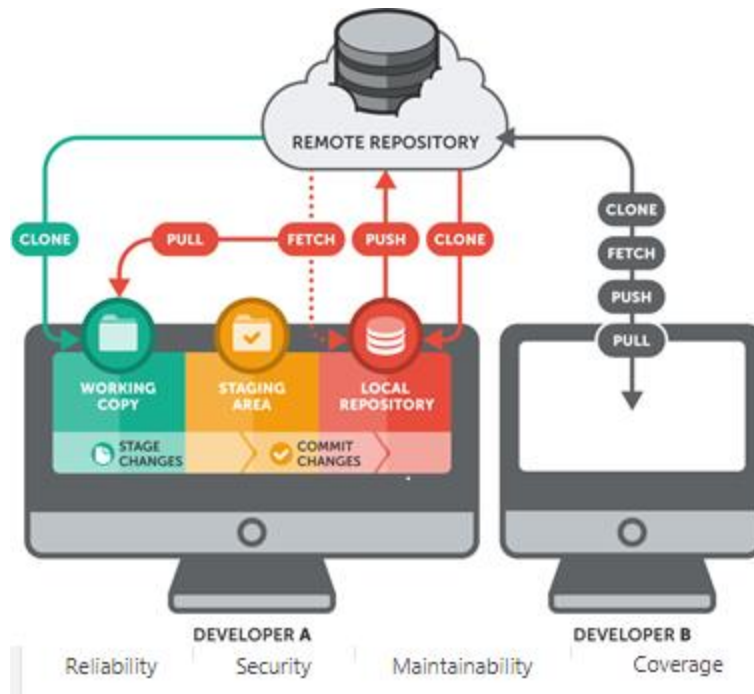 REMOTE REPOSITORY
CLONE
PULL
FETCH
PUSH
CLONE
CLONE
FETCH
PUSH
PULL
WORKING
COPY
STAGING
AREA
LOCAL
REPOSITORY
STAGE
CHANGES
COMMIT
CHANGES
DEVELOPER A
DEVELOPER B
Reliability
Security
Maintainability
Coverage